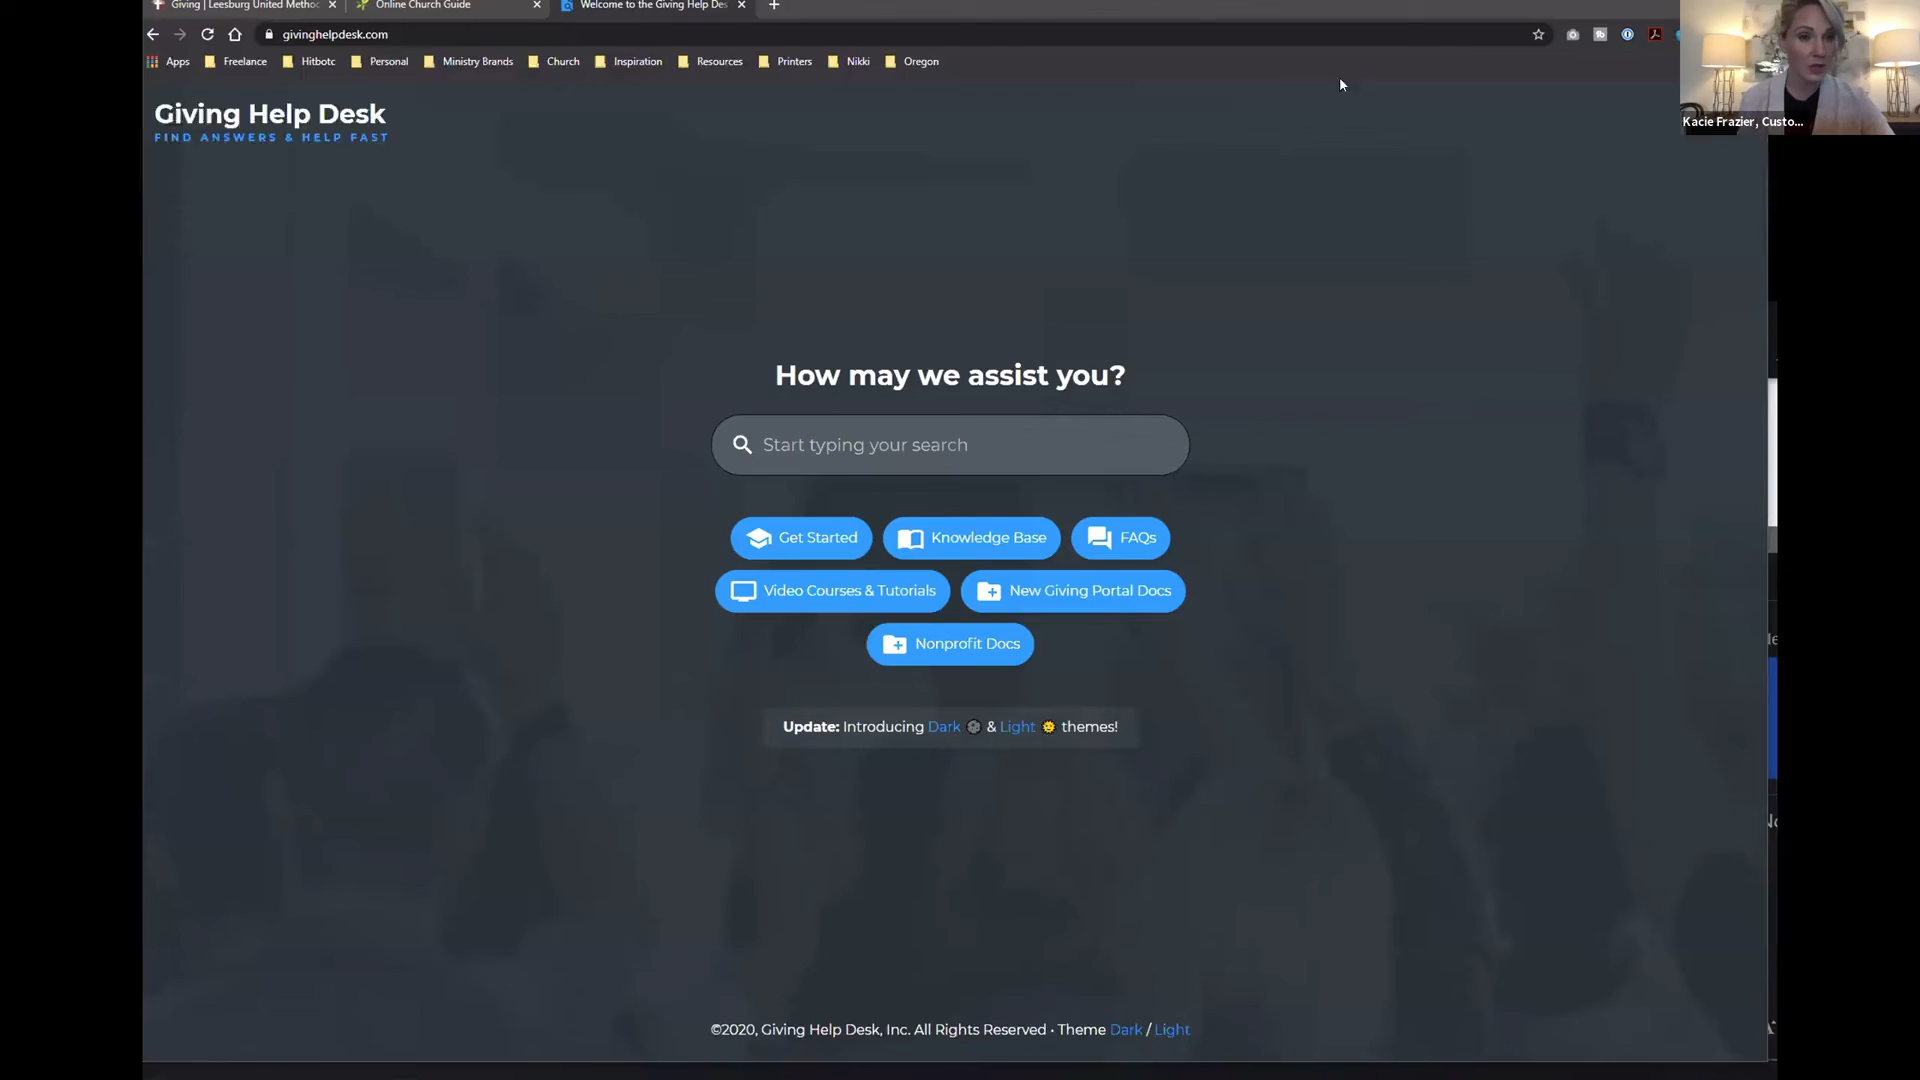 Giving | Leesburg United Methoc
Online Church Guide
Welcome to the Giving Help Des
givinghelpdesk.com
Apps
Freelance
Hitbotc
Personal
Ministry Brands
Church
Inspiration
Resources
Printers
Nikki
Oregon
Kacie Frazier, Custo...
Giving Help Desk
FIND ANSWERS & HELP FAST
How may we assist you?
Start typing your search
Get Started
Knowledge Base
FAQs
Video Courses & Tutorials
New Giving Portal Docs
Nonprofit Docs
Update: Introducing Dark 🌚 & Light 🌞 themes!
©2020, Giving Help Desk, Inc. All Rights Reserved • Theme Dark / Light